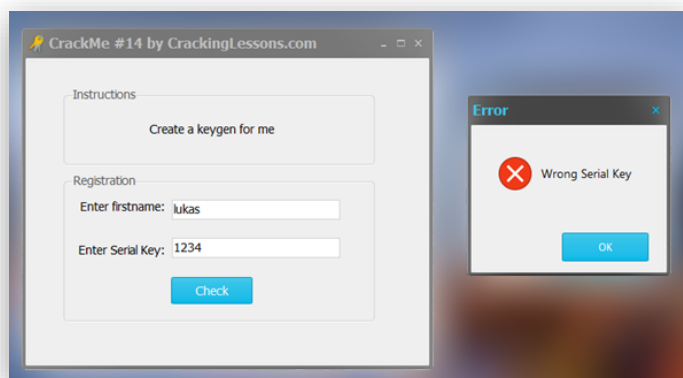 CrackMe #14 by CrackingLessons.com
Instructions
Create a keygen for me
Registration
Enter firstname: lukas
Enter Serial Key: 1234
Check
Error
Wrong Serial Key
OK